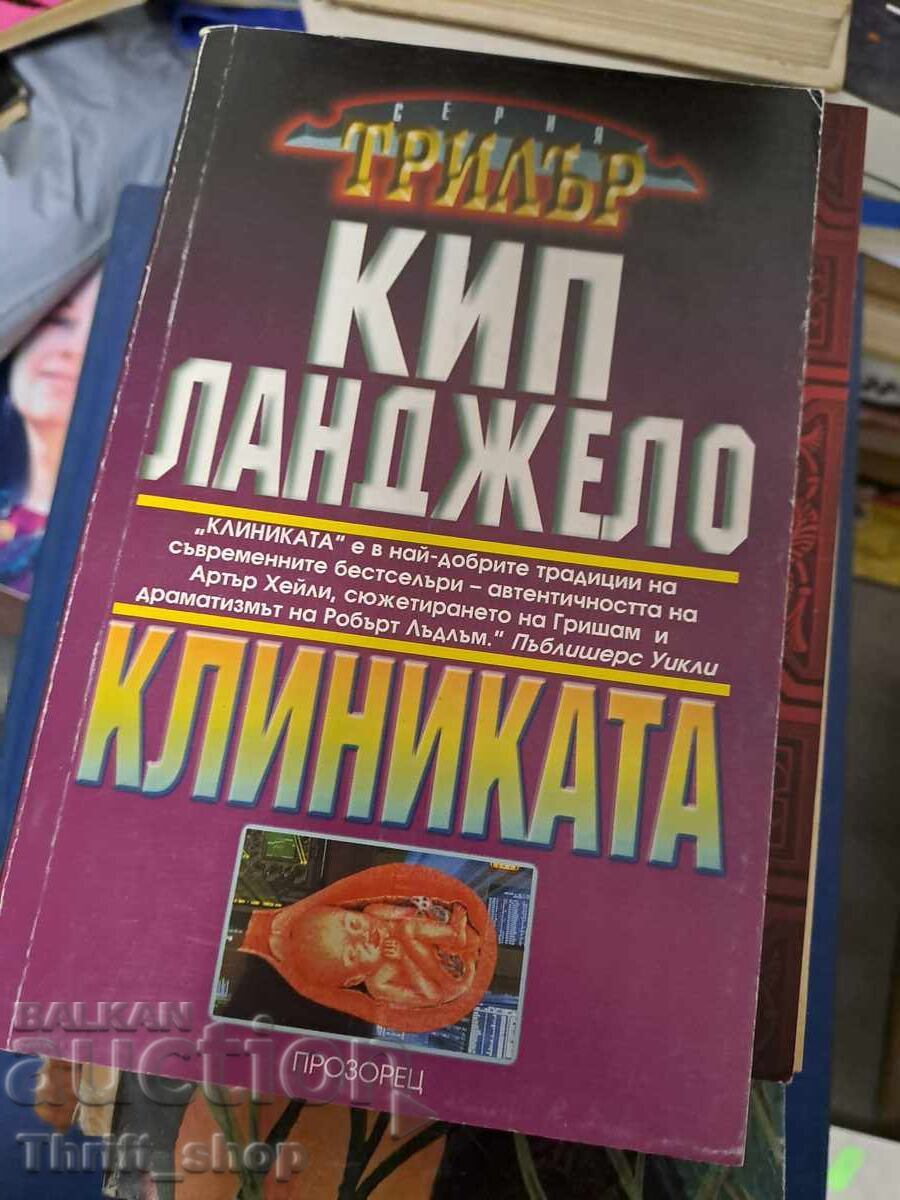 СЕРИЯ
ТРИЛЪР
КИП
ЛАНДЖЕЛО
„КЛИНИКАТА“ е в най-добрите традиции на
съвременните бестселъри – автентичността на
Артър Хейли, сюжетирането на Гришам и
драматизмът на Робърт Лъдлъм.“ Пъблишерс Уикли
КЛИНИКАТА
ПРОЗОРЕЦ
BALKAN
auction
Thrift_shop